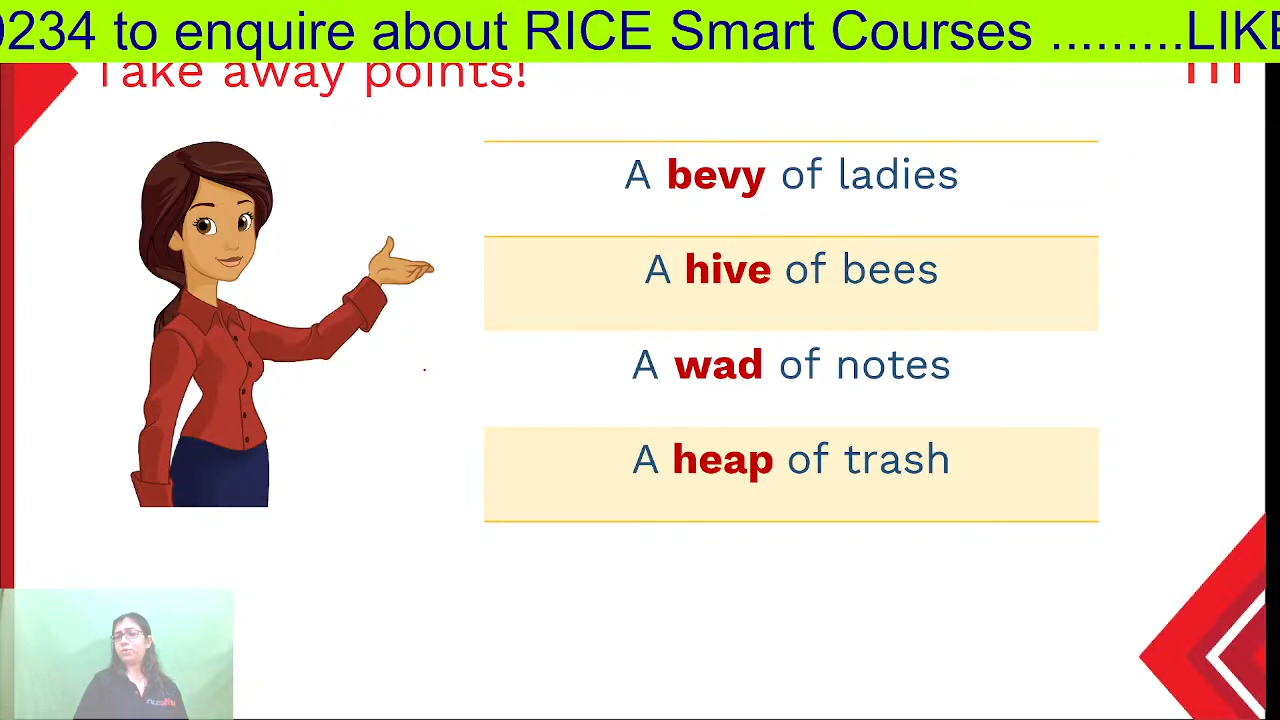 0234 to enquire about RICE Smart Courses .........LIKE
Take away points!
A bevy of ladies
A hive of bees
A wad of notes
A heap of trash